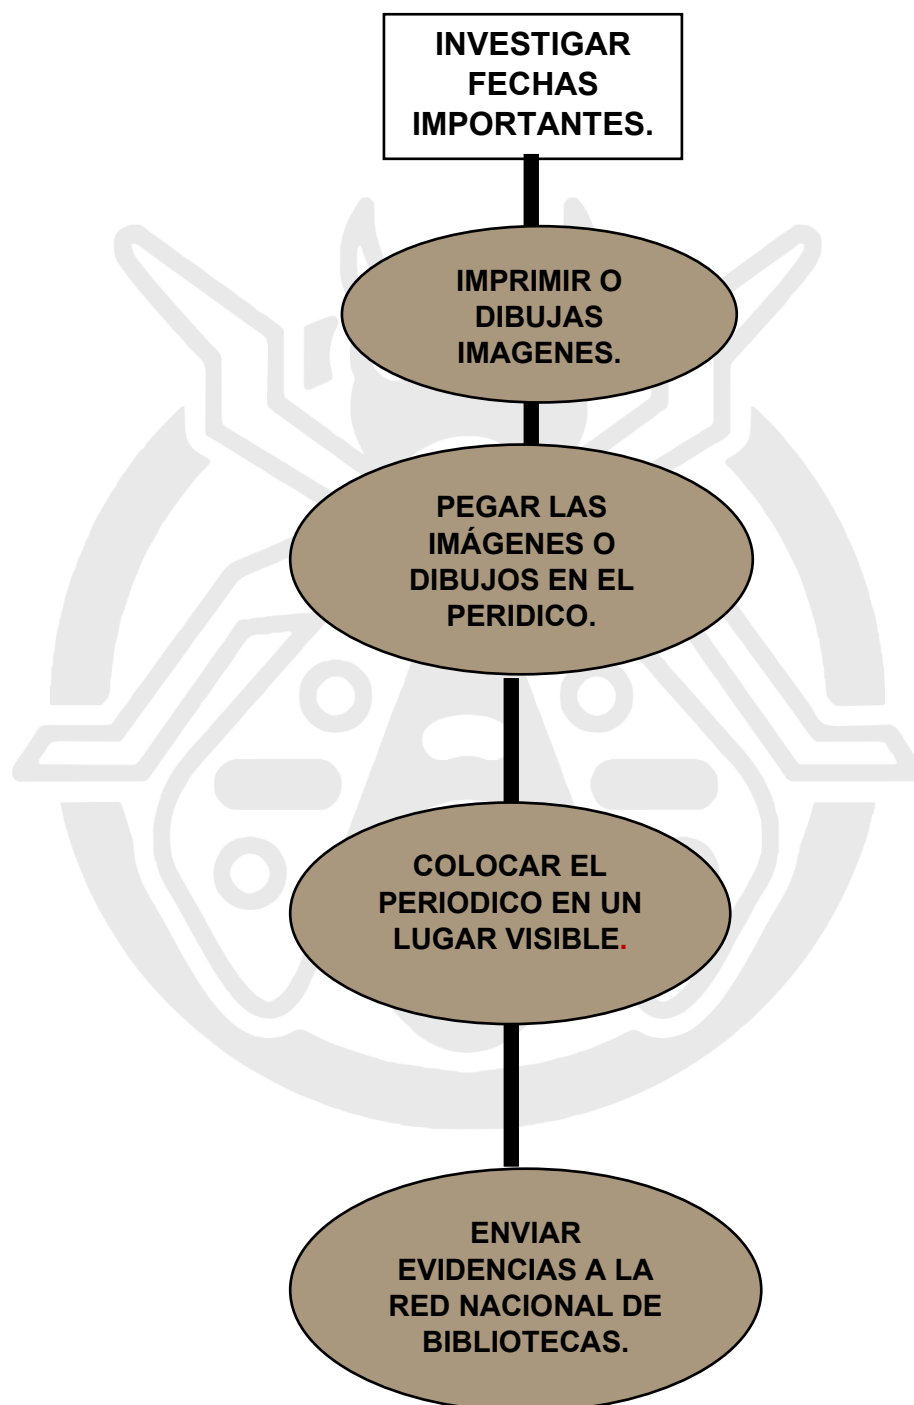 INVESTIGAR
FECHAS
IMPORTANTES.
IMPRIMIR O
DIBUJAS
IMAGENES.
PEGAR LAS
IMÁGENES O
DIBUJOS EN EL
PERIDICO.
COLOCAR EL
PERIODICO EN UN
LUGAR VISIBLE.
ENVIAR
EVIDENCIAS A LA
RED NACIONAL DE
BIBLIOTECAS.